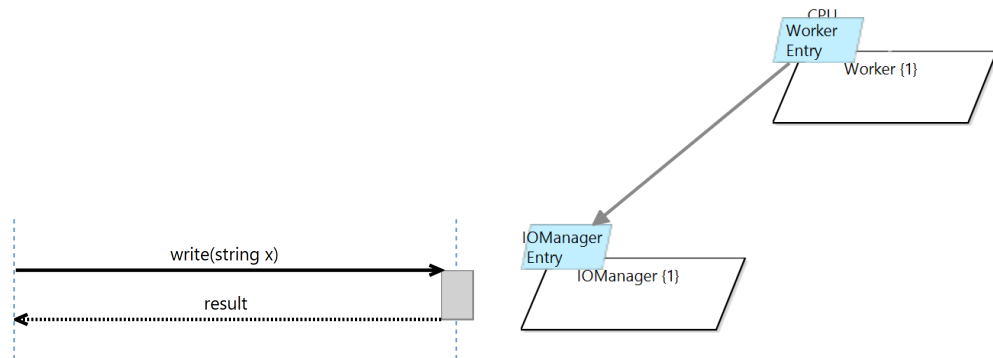 write(string x)
result
CPU
Worker
Entry
Worker {1}
IOManager
Entry
IOManager {1}